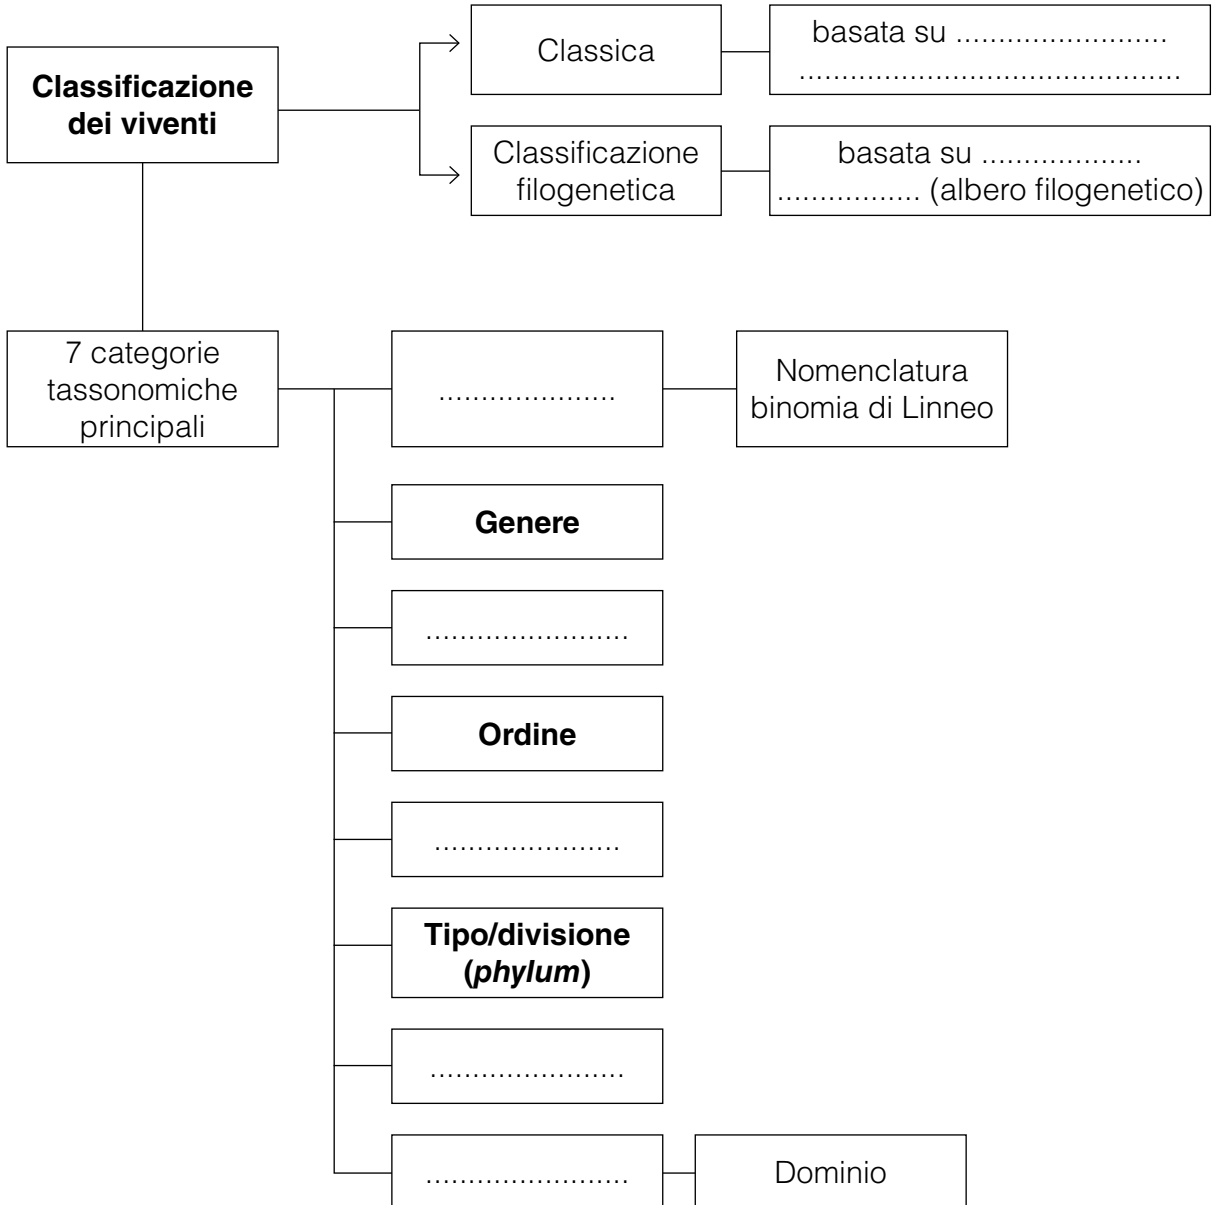 Classificazione
dei viventi
Classica
basata su .........................
.............................................
Classificazione
filogenetica
basata su ...................
................. (albero filogenetico)
7 categorie
tassonomiche
principali
.....................
Nomenclatura
binomia di Linneo
Genere
........................
Ordine
......................
Tipo/divisione
(phylum)
.......................
........................
Dominio